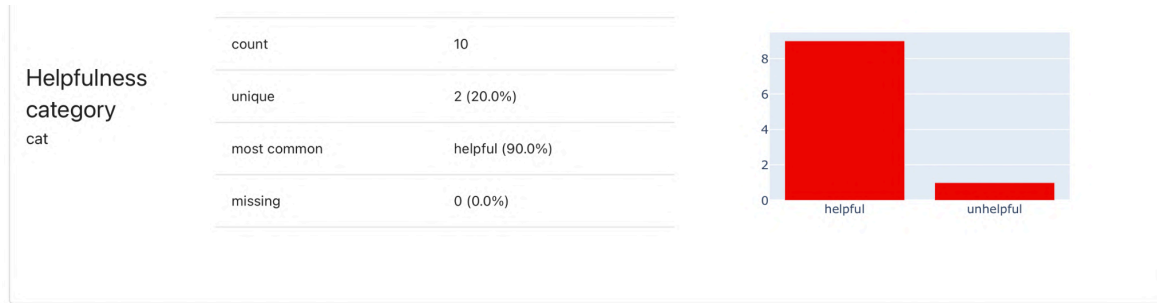 Helpfulness
category
cat
count 10
unique 2 (20.0%)
most common helpful (90.0%)
missing 0 (0.0%)
8
6
4
2
0
helpful unhelpful